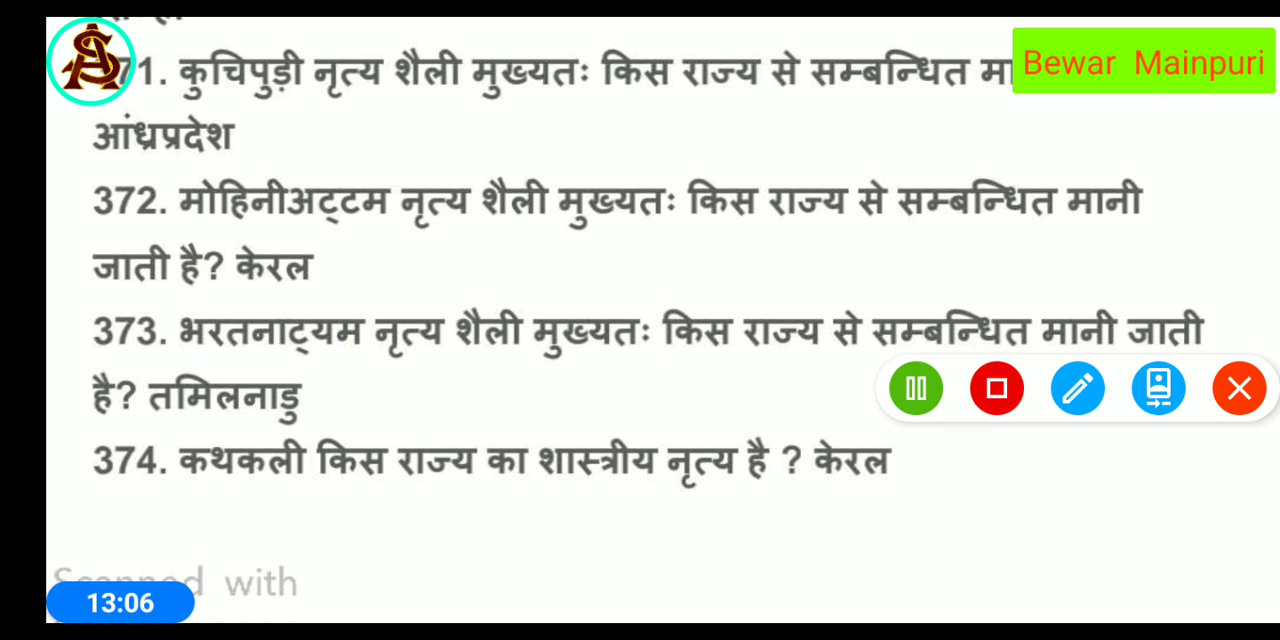 71. कुचिपुड़ी नृत्य शैली मुख्यतः किस राज्य से सम्बन्धित
Bewar Mainpuri
आंध्रप्रदेश
372. मोहिनीअट्टम नृत्य शैली मुख्यतः किस राज्य से सम्बन्धित मानी
जाती है? केरल
373. भरतनाट्यम नृत्य शैली मुख्यतः किस राज्य से सम्बन्धित मानी जाती
है? तमिलनाडु
374. कथकली किस राज्य का शास्त्रीय नृत्य है ? केरल
Scanned with
13:06